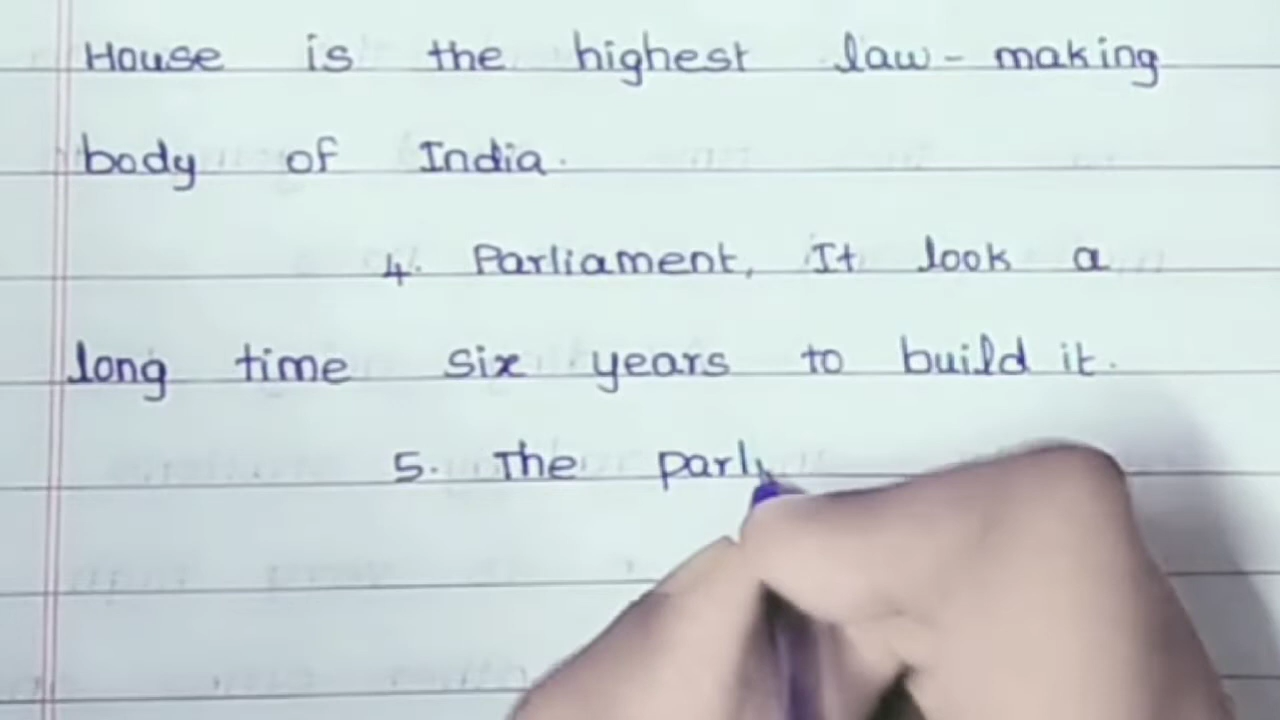 House is the highest law-making
body of India.
4. Parliament, It look a
long time six years to build it.
5. The parl